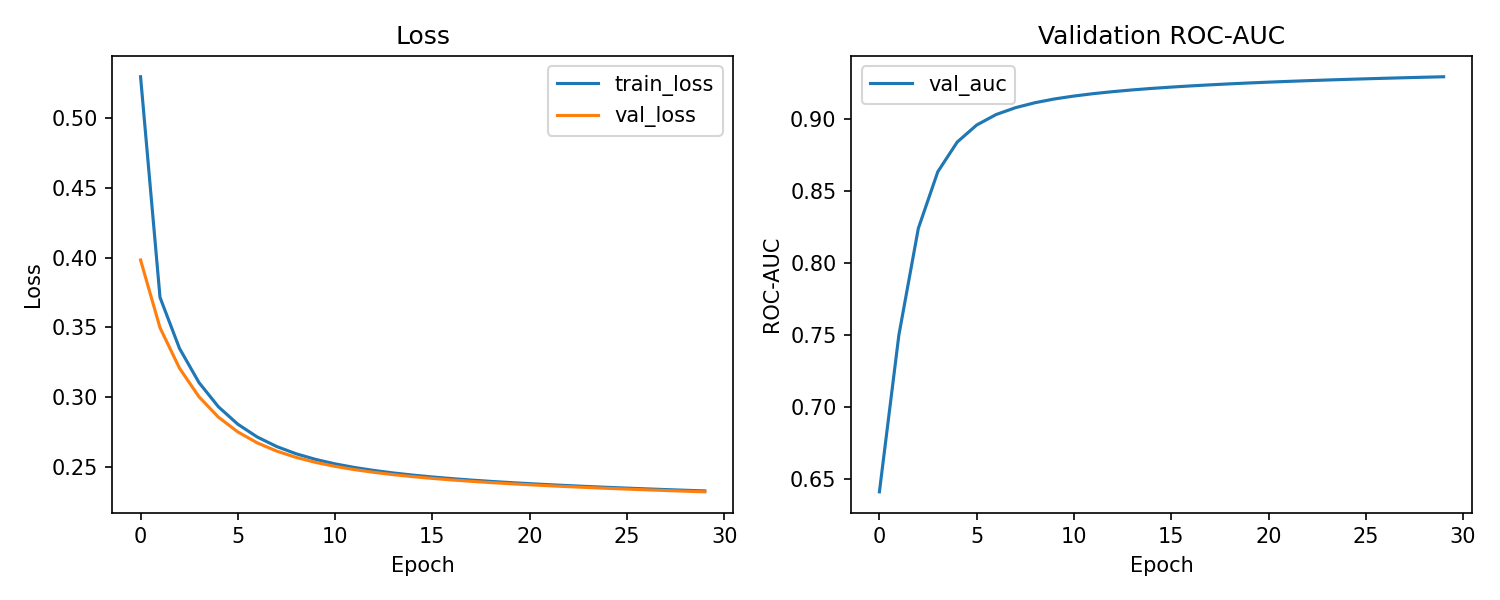 Loss
train_loss
val_loss
0.50
0.45
0.40
0.35
0.30
0.25
Loss
0 5 10 15 20 25 30
Epoch
Validation ROC-AUC
val_auc
0.90
0.85
0.80
0.75
0.70
0.65
ROC-AUC
0 5 10 15 20 25 30
Epoch